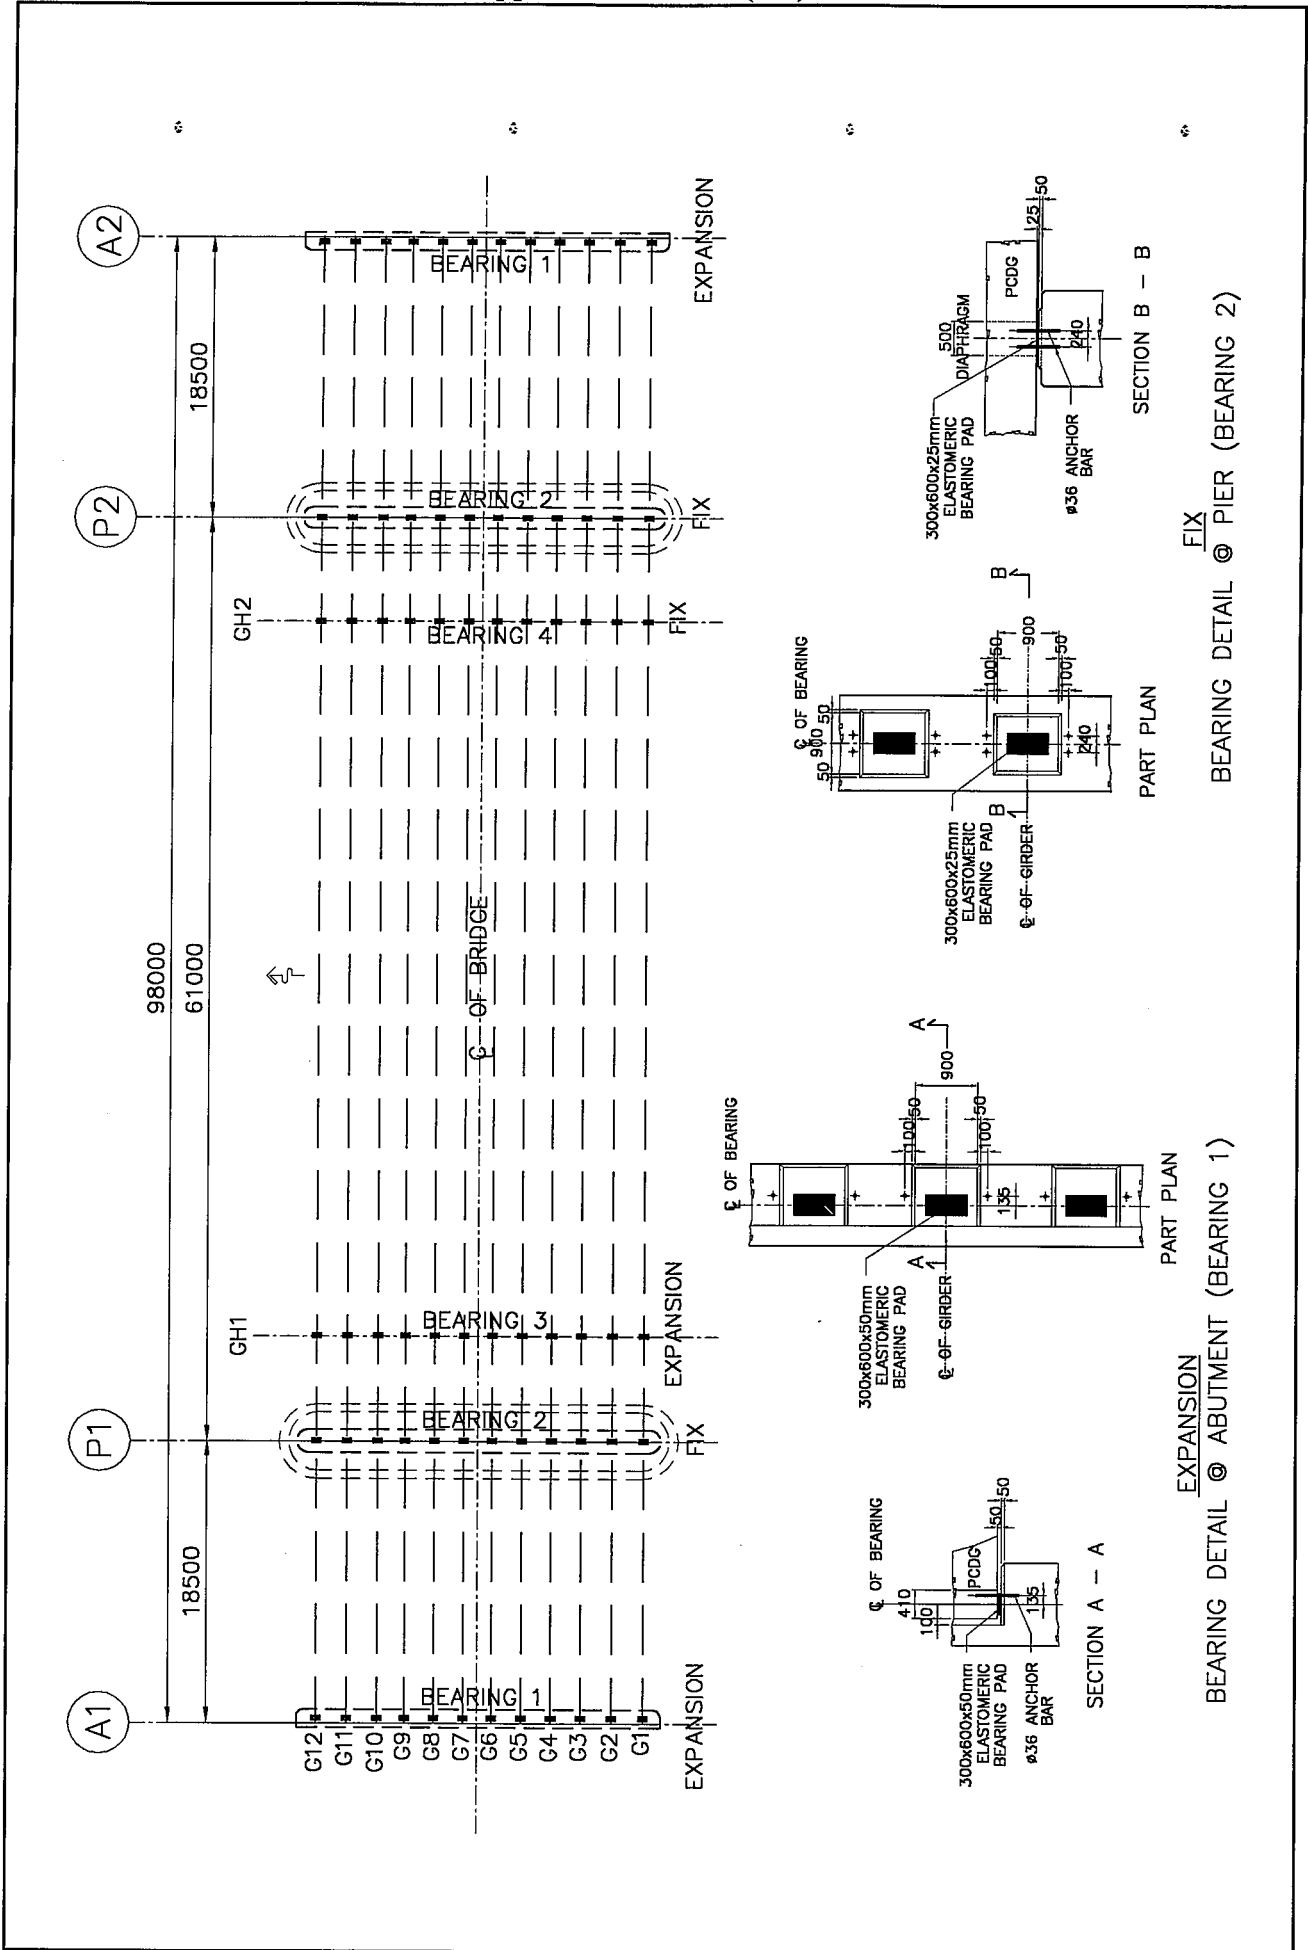 A1
P1
P2
A2
98000
18500
61000
18500
GH1
GH2
G12
G11
G10
G9
G8
G7
G6
G5
G4
G3
G2
G1
BEARING 1
BEARING 2
BEARING 3
℄ OF BRIDGE
BEARING 4
BEARING 2
BEARING 1
EXPANSION
FIX
EXPANSION
FIX
FIX
EXPANSION
℄ OF BEARING
410
100
PCDG
50
50
300x600x50mm
ELASTOMERIC
BEARING PAD
135
ø36 ANCHOR
BAR
SECTION A - A
℄ OF BEARING
300x600x50mm
ELASTOMERIC
BEARING PAD
A
A
℄ OF GIRDER
100
50
900
100
50
135
PART PLAN
EXPANSION
BEARING DETAIL @ ABUTMENT (BEARING 1)
℄ OF BEARING
50
900
50
300x600x25mm
ELASTOMERIC
BEARING PAD
B
B
℄ OF GIRDER
100
50
900
100
50
240
PART PLAN
500
DIAPHRAGM
PCDG
25
50
300x600x25mm
ELASTOMERIC
BEARING PAD
240
ø36 ANCHOR
BAR
SECTION B - B
FIX
BEARING DETAIL @ PIER (BEARING 2)